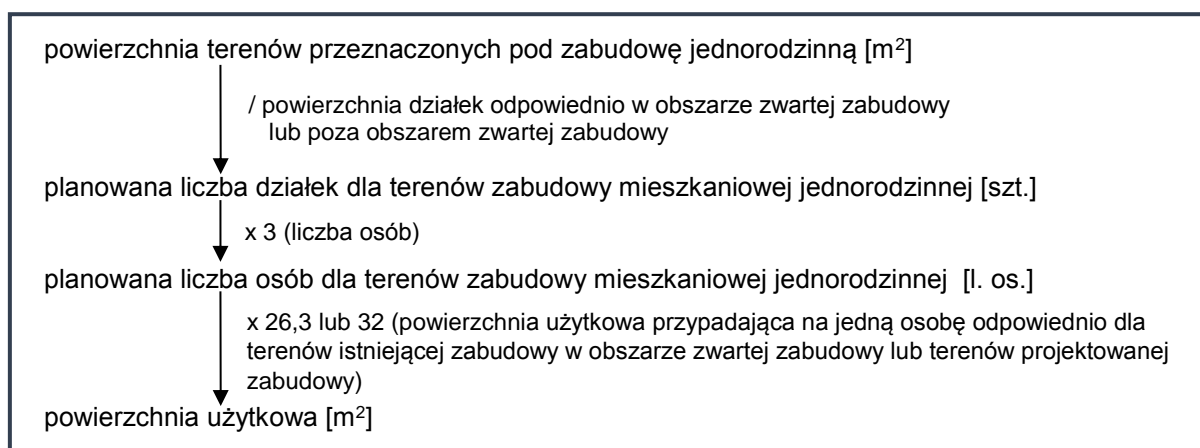 powierzchnia terenów przeznaczonych pod zabudowę jednorodzinną [m²]
/ powierzchnia działek odpowiednio w obszarze zwartej zabudowy
lub poza obszarem zwartej zabudowy
planowana liczba działek dla terenów zabudowy mieszkaniowej jednorodzinnej [szt.]
x 3 (liczba osób)
planowana liczba osób dla terenów zabudowy mieszkaniowej jednorodzinnej [l. os.]
x 26,3 lub 32 (powierzchnia użytkowa przypadająca na jedną osobę odpowiednio dla
terenów istniejącej zabudowy w obszarze zwartej zabudowy lub terenów projektowanej
zabudowy)
powierzchnia użytkowa [m²]